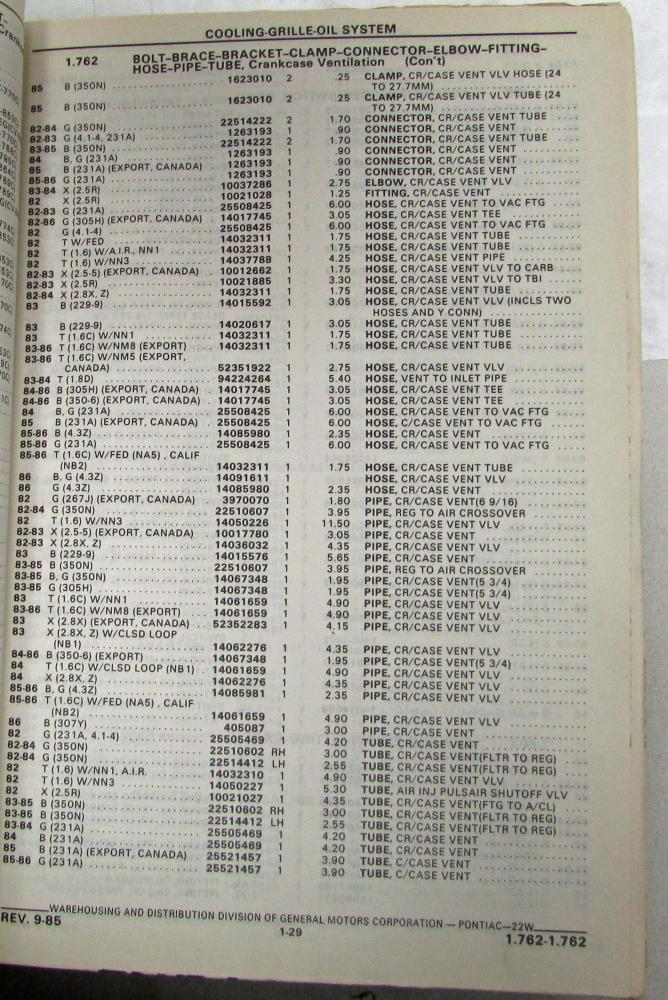 COOLING-GRILLE-OIL SYSTEM
1.762 BOLT–BRACE–BRACKET–CLAMP–CONNECTOR–ELBOW–FITTING–
HOSE–PIPE–TUBE, Crankcase Ventilation (Con't)
85 B (350N) 1623010 2 .25 CLAMP, CR/CASE VENT VLV HOSE (24
TO 27.7MM)
85 B (350N) 1623010 2 .25 CLAMP, CR/CASE VENT VLV TUBE (24
TO 27.7MM)
82-84 G (350N) 22514222 2 1.70 CONNECTOR, CR/CASE VENT TUBE
82-83 G (4.1-4, 231A) 1263193 1 .90 CONNECTOR, CR/CASE VENT
83-85 B (350N) 22514222 2 1.70 CONNECTOR, CR/CASE VENT TUBE
84 B, G (231A) 1263193 1 .90 CONNECTOR, CR/CASE VENT
85 B (231A) (EXPORT, CANADA) 1263193 1 .90 CONNECTOR, CR/CASE VENT
85-86 G (231A) 1263193 1 .90 CONNECTOR, CR/CASE VENT
83-84 X (2.5R) 10037286 1 2.75 ELBOW, CR/CASE VENT VLV
82 X (2.5R) 10021028 1 1.25 FITTING, CR/CASE VENT
82-83 G (231A) 25508425 1 6.00 HOSE, CR/CASE VENT TO VAC FTG
82-86 G (305H) (EXPORT, CANADA) 14017745 1 3.05 HOSE, CR/CASE VENT TEE
82 G (4.1-4) 25508425 1 6.00 HOSE, CR/CASE VENT TO VAC FTG
82 T W/FED 14032311 1 1.75 HOSE, CR/CASE VENT TUBE
82 T (1.6) W/A.I.R., NN1 14032311 1 1.75 HOSE, CR/CASE VENT TUBE
82 T (1.6) W/NN3 14037788 1 4.25 HOSE, CR/CASE VENT PIPE
82-83 X (2.5-5) (EXPORT, CANADA) 10012662 1 1.75 HOSE, CR/CASE VENT VLV TO CARB
82-83 X (2.5R) 10021885 1 3.30 HOSE, CR/CASE VENT VLV TO TBI
82-84 X (2.8X, Z) 14032311 1 1.75 HOSE, CR/CASE VENT TUBE
83 B (229-9) 14015592 1 3.05 HOSE, CR/CASE VENT VLV (INCLS TWO
HOSES AND Y CONN)
83 B (229-9) 14020617 1 3.05 HOSE, CR/CASE VENT TUBE
83 T (1.6C) W/NN1 14032311 1 1.75 HOSE, CR/CASE VENT TUBE
83-86 T (1.6C) W/NM8 (EXPORT) 14032311 1 1.75 HOSE, CR/CASE VENT TUBE
83-86 T (1.6C) W/NM5 (EXPORT,
CANADA) 52351922 1 2.75 HOSE, CR/CASE VENT VLV
83-84 T (1.8D) 94224264 1 5.40 HOSE, VENT TO INLET PIPE
84-86 B (305H) (EXPORT, CANADA) 14017745 1 3.05 HOSE, CR/CASE VENT TEE
84-86 B (350-6) (EXPORT, CANADA) 14017745 1 3.05 HOSE, CR/CASE VENT TEE
84 B, G (231A) 25508425 1 6.00 HOSE, CR/CASE VENT TO VAC FTG
85 B (231A) (EXPORT, CANADA) 25508425 1 6.00 HOSE, C/CASE VENT TO VAC FTG
85-86 B (4.3Z) 14085980 1 2.35 HOSE, CR/CASE VENT
85-86 G (231A) 25508425 1 6.00 HOSE, CR/CASE VENT TO VAC FTG
85-86 T (1.6C) W/FED (NA5) , CALIF
(NB2) 14032311 1 1.75 HOSE, CR/CASE VENT TUBE
86 B, G (4.3Z) 14091611 1 HOSE, CR/CASE VENT VLV
86 G (4.3Z) 14085980 1 2.35 HOSE, CR/CASE VENT
82 G (267J) (EXPORT, CANADA) 3970070 1 1.80 PIPE, CR/CASE VENT(6 9/16)
82-84 G (350N) 22510607 1 3.95 PIPE, REG TO AIR CROSSOVER
82 T (1.6) W/NN3 14050226 1 11.50 PIPE, CR/CASE VENT VLV
82-83 X (2.5-5) (EXPORT, CANADA) 10017780 1 3.05 PIPE, CR/CASE VENT
82-83 X (2.8X, Z) 14036032 1 4.35 PIPE, CR/CASE VENT VLV
83 B (229-9) 14015576 1 5.65 PIPE, CR/CASE VENT
83-85 B (350N) 22510607 1 3.95 PIPE, REG TO AIR CROSSOVER
83-85 B, G (350N) 14067348 1 1.95 PIPE, CR/CASE VENT(5 3/4)
83-85 G (305H) 14067348 1 1.95 PIPE, CR/CASE VENT(5 3/4)
83 T (1.6C) W/NN1 14061659 1 4.90 PIPE, CR/CASE VENT VLV
83-86 T (1.6C) W/NM8 (EXPORT) 14061659 1 4.90 PIPE, CR/CASE VENT VLV
83 X (2.8X) (EXPORT, CANADA) 52352283 1 4.15 PIPE, CR/CASE VENT VLV
83 X (2.8X, Z) W/CLSD LOOP
(NB1) 14062276 1 4.35 PIPE, CR/CASE VENT VLV
84-86 B (350-6) (EXPORT) 14067348 1 1.95 PIPE, CR/CASE VENT(5 3/4)
84 T (1.6C) W/CLSD LOOP (NB1) 14061659 1 4.90 PIPE, CR/CASE VENT VLV
84 X (2.8X, Z) 14062276 1 4.35 PIPE, CR/CASE VENT VLV
85-86 B, G (4.3Z) 14085981 1 2.35 PIPE, CR/CASE VENT VLV
85-86 T (1.6C) W/FED (NA5) , CALIF
(NB2) 14061659 1 4.90 PIPE, CR/CASE VENT VLV
86 B (307Y) 405087 1 3.00 PIPE, CR/CASE VENT
82 G (231A, 4.1-4) 25505469 1 4.20 TUBE, CR/CASE VENT
82-84 G (350N) 22510602 RH 3.00 TUBE, CR/CASE VENT(FLTR TO REG)
82-84 G (350N) 22514412 LH 2.55 TUBE, CR/CASE VENT(FLTR TO REG)
82 T (1.6) W/NN1, A.I.R. 14032310 1 4.90 TUBE, CR/CASE VENT VLV
82 T (1.6) W/NN3 14050227 1 5.30 TUBE, AIR INJ PULSAIR SHUTOFF VLV
82 X (2.5R) 10021027 1 4.35 TUBE, CR/CASE VENT(FTG TO A/CL)
83-85 B (350N) 22510602 RH 3.00 TUBE, CR/CASE VENT(FLTR TO REG)
83-85 B (350N) 22514412 LH 2.55 TUBE, CR/CASE VENT(FLTR TO REG)
83-84 G (231A) 25505469 1 4.20 TUBE, CR/CASE VENT
84 B (231A) 25505469 1 4.20 TUBE, CR/CASE VENT
85 B (231A) (EXPORT, CANADA) 25521457 1 3.90 TUBE, C/CASE VENT
85-86 G (231A) 25521457 1 3.90 TUBE, C/CASE VENT
WAREHOUSING AND DISTRIBUTION DIVISION OF GENERAL MOTORS CORPORATION — PONTIAC—22W
REV. 9-85 1-29 1.762-1.762